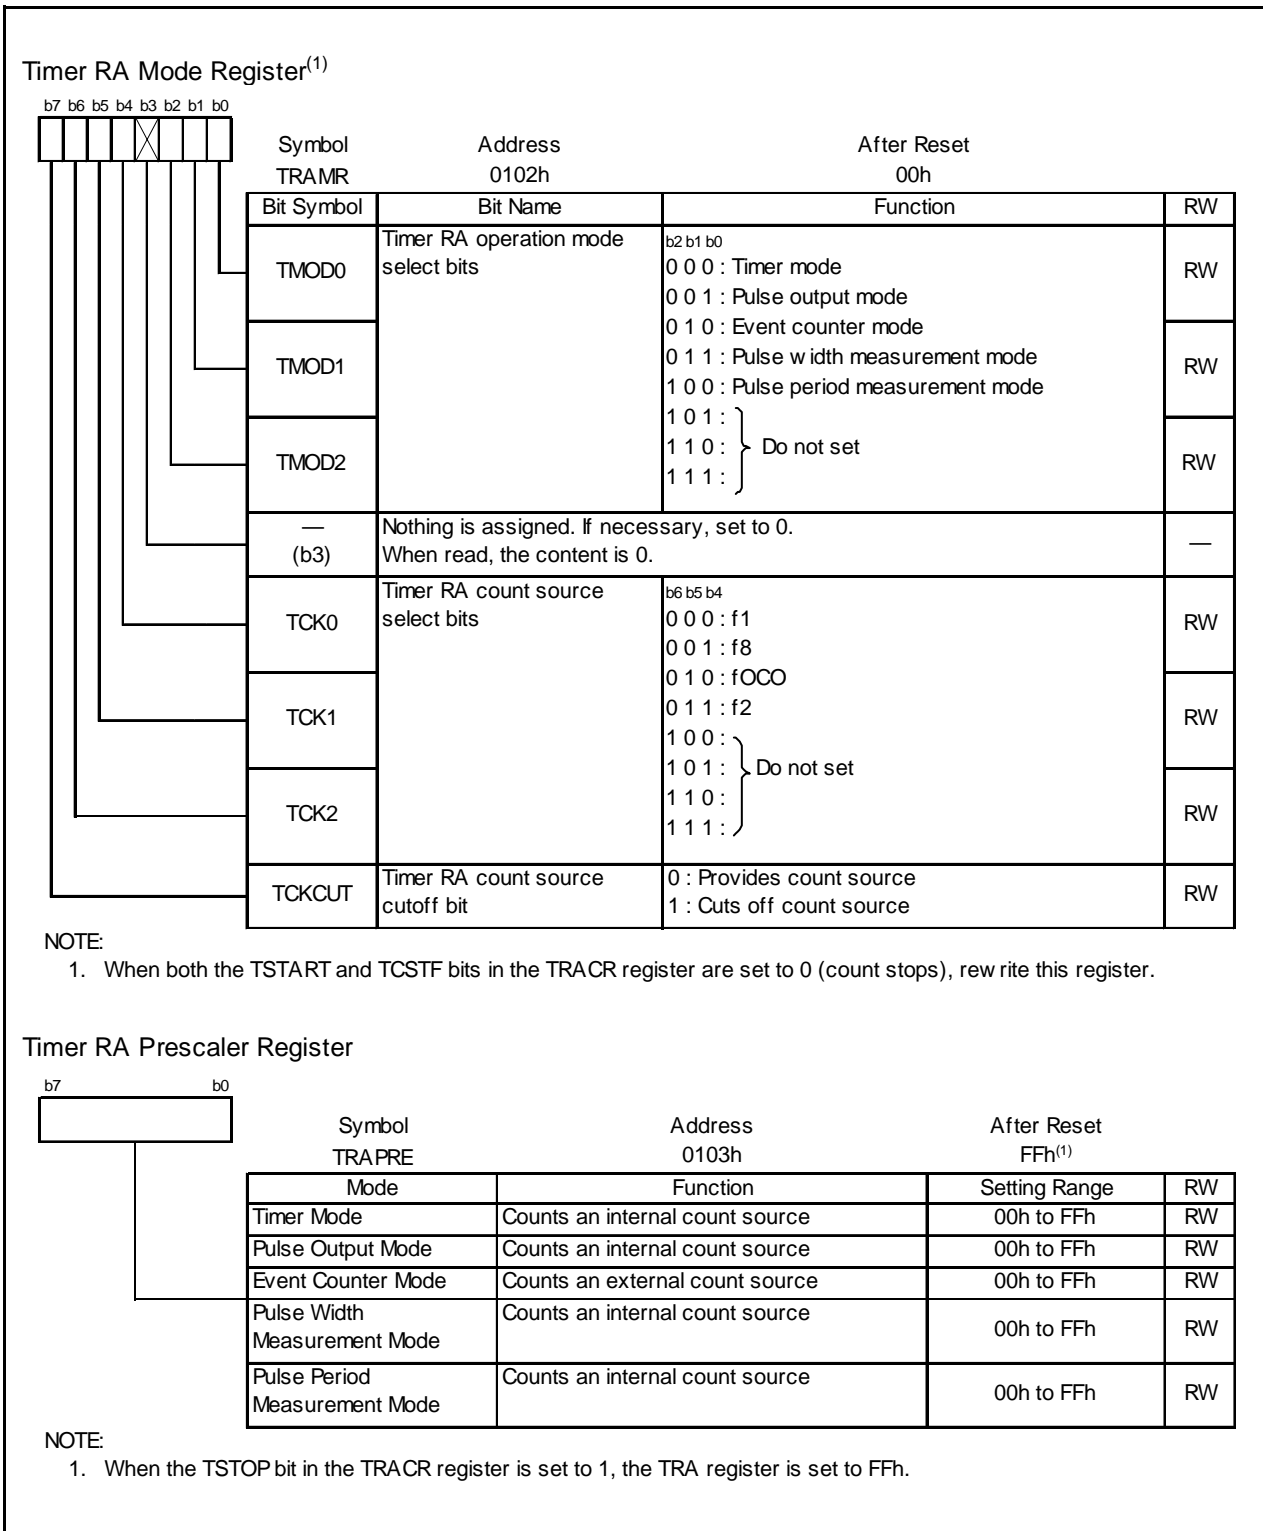 Timer RA Mode Register(1)
b7 b6 b5 b4 b3 b2 b1 b0
Symbol Address After Reset
TRAMR 0102h 00h
Bit Symbol Bit Name Function RW
TMOD0 Timer RA operation mode select bits b2 b1 b0 RW
0 0 0 : Timer mode
0 0 1 : Pulse output mode
0 1 0 : Event counter mode
TMOD1 0 1 1 : Pulse width measurement mode RW
1 0 0 : Pulse period measurement mode
1 0 1 :
TMOD2 1 1 0 : Do not set RW
1 1 1 :
— Nothing is assigned. If necessary, set to 0. —
(b3) When read, the content is 0.
TCK0 Timer RA count source select bits b6 b5 b4 RW
0 0 0 : f1
0 0 1 : f8
0 1 0 : fOCO
TCK1 0 1 1 : f2 RW
1 0 0 :
1 0 1 : Do not set
TCK2 1 1 0 : RW
1 1 1 :
TCKCUT Timer RA count source 0 : Provides count source RW
cutoff bit 1 : Cuts off count source
NOTE:
1. When both the TSTART and TCSTF bits in the TRACR register are set to 0 (count stops), rewrite this register.
Timer RA Prescaler Register
b7 b0
Symbol Address After Reset
TRAPRE 0103h FFh(1)
Mode Function Setting Range RW
Timer Mode Counts an internal count source 00h to FFh RW
Pulse Output Mode Counts an internal count source 00h to FFh RW
Event Counter Mode Counts an external count source 00h to FFh RW
Pulse Width Counts an internal count source 00h to FFh RW
Measurement Mode
Pulse Period Counts an internal count source 00h to FFh RW
Measurement Mode
NOTE:
1. When the TSTOP bit in the TRACR register is set to 1, the TRA register is set to FFh.